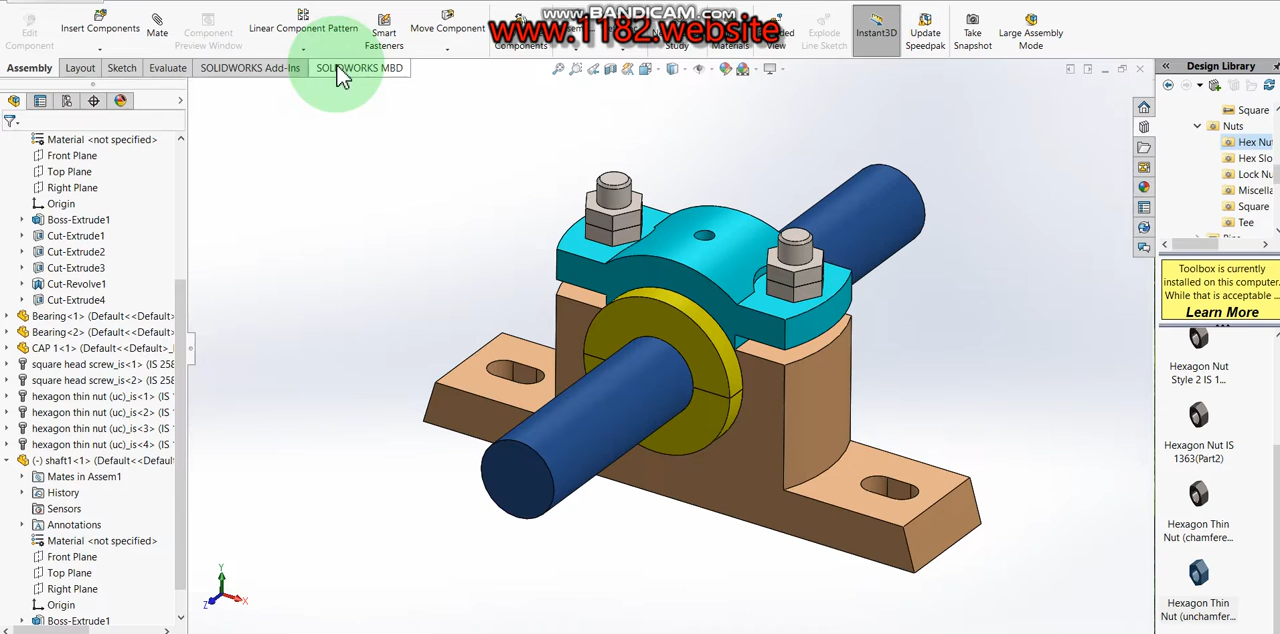 www.BANDICAM.com
www.1182.website
Edit
Component
Insert Components
Mate
Component
Preview Window
Linear Component Pattern
Smart
Fasteners
Move Component
Components
Study
Materials
View
Explode
Line Sketch
Instant3D
Update
Speedpak
Take
Snapshot
Large Assembly
Mode
Assembly
Layout
Sketch
Evaluate
SOLIDWORKS Add-Ins
SOLIDWORKS MBD
Material <not specified>
Front Plane
Top Plane
Right Plane
Origin
Boss-Extrude1
Cut-Extrude1
Cut-Extrude2
Cut-Extrude3
Cut-Revolve1
Cut-Extrude4
Bearing<1> (Default<<Default>_
Bearing<2> (Default<<Default>_
CAP 1<1> (Default<<Default>_
square head screw_is<1> (IS 258
square head screw_is<2> (IS 258
hexagon thin nut (uc)_is<1> (IS
hexagon thin nut (uc)_is<2> (IS 1
hexagon thin nut (uc)_is<3> (IS 1
hexagon thin nut (uc)_is<4> (IS 1
(-) shaft1<1> (Default<<Default>
Mates in Assem1
History
Sensors
Annotations
Material <not specified>
Front Plane
Top Plane
Right Plane
Origin
Boss-Extrude1
Y
Z
X
Design Library
Square
Nuts
Hex Nut
Hex Slo
Lock Nu
Miscella
Square
Tee
Toolbox is currently
installed on this computer.
While that is acceptable ...
Learn More
Hexagon Nut
Style 2 IS 1...
Hexagon Nut IS
1363(Part2)
Hexagon Thin
Nut (chamfere...
Hexagon Thin
Nut (unchamfer...